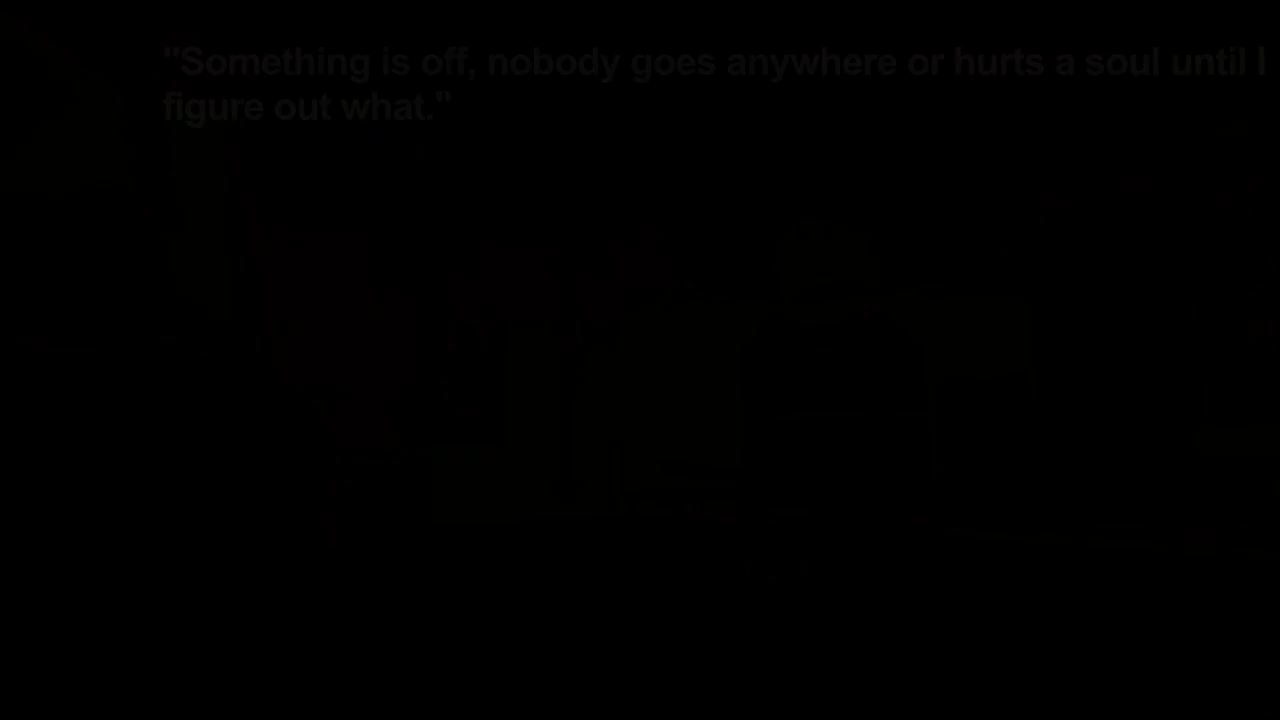 "Something is off, nobody goes anywhere or hurts a soul until I
figure out what."